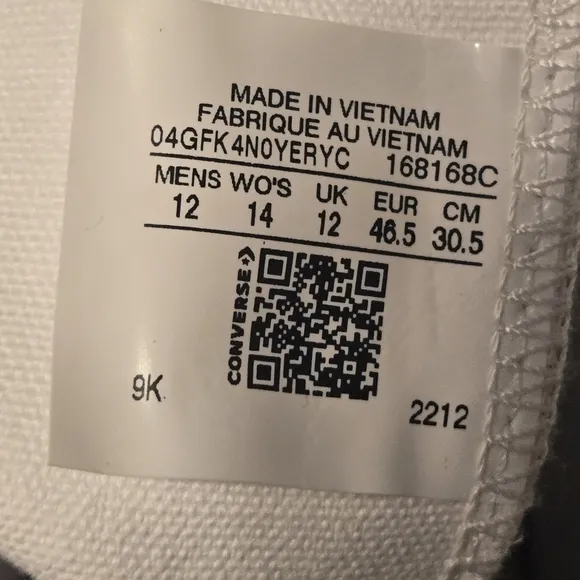 MADE IN VIETNAM
FABRIQUE AU VIETNAM
04GFK4N0YERYC 168168C
MENS WO'S UK EUR CM
12 14 12 46.5 30.5
CONVERSE
9K
2212